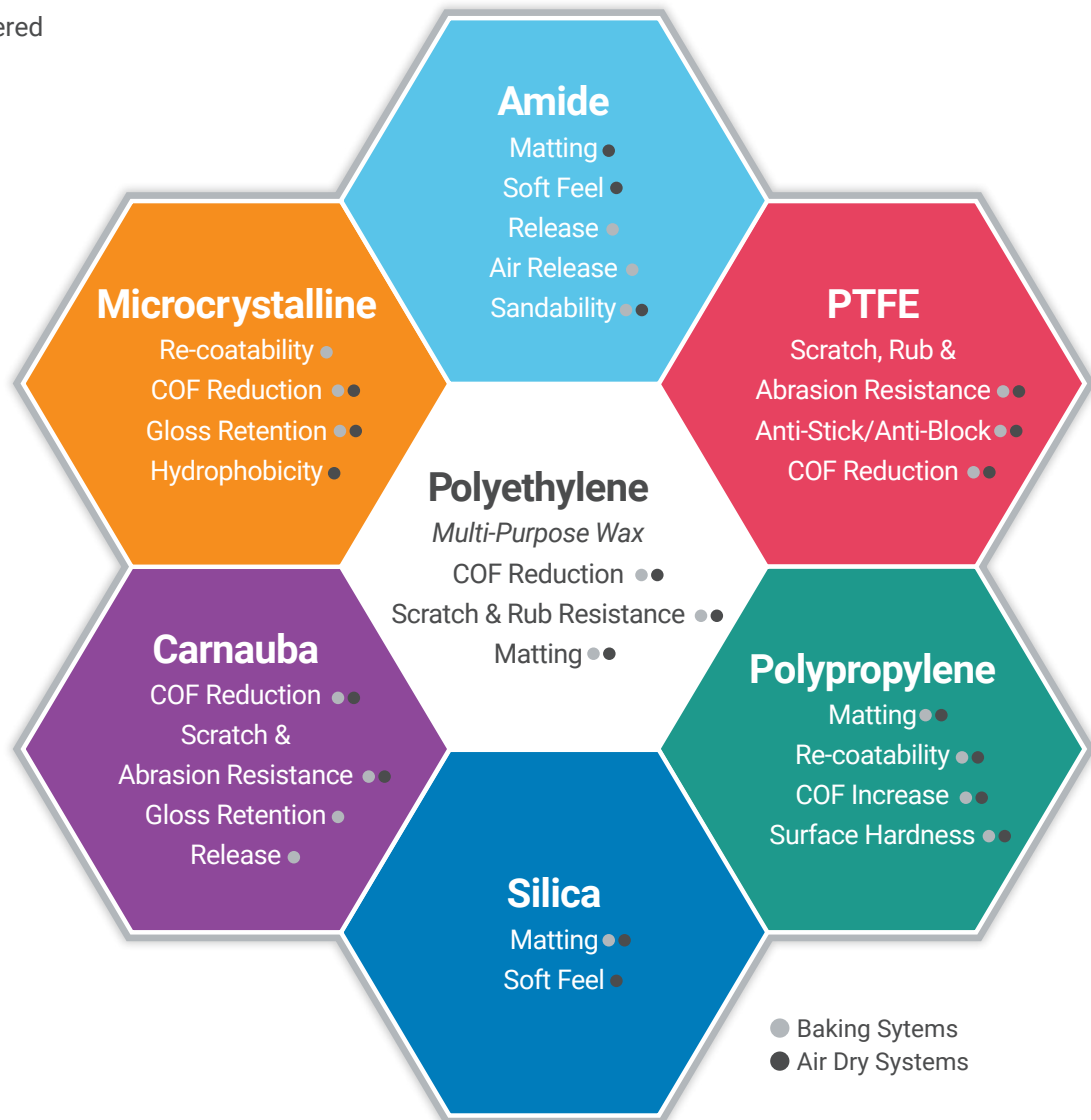 ered
Amide
Matting
Soft Feel
Release
Air Release
Sandability
Microcrystalline
Re-coatability
COF Reduction
Gloss Retention
Hydrophobicity
PTFE
Scratch, Rub &
Abrasion Resistance
Anti-Stick/Anti-Block
COF Reduction
Polyethylene
Multi-Purpose Wax
COF Reduction
Scratch & Rub Resistance
Matting
Carnauba
COF Reduction
Scratch &
Abrasion Resistance
Gloss Retention
Release
Polypropylene
Matting
Re-coatability
COF Increase
Surface Hardness
Silica
Matting
Soft Feel
Baking Sytems
Air Dry Systems